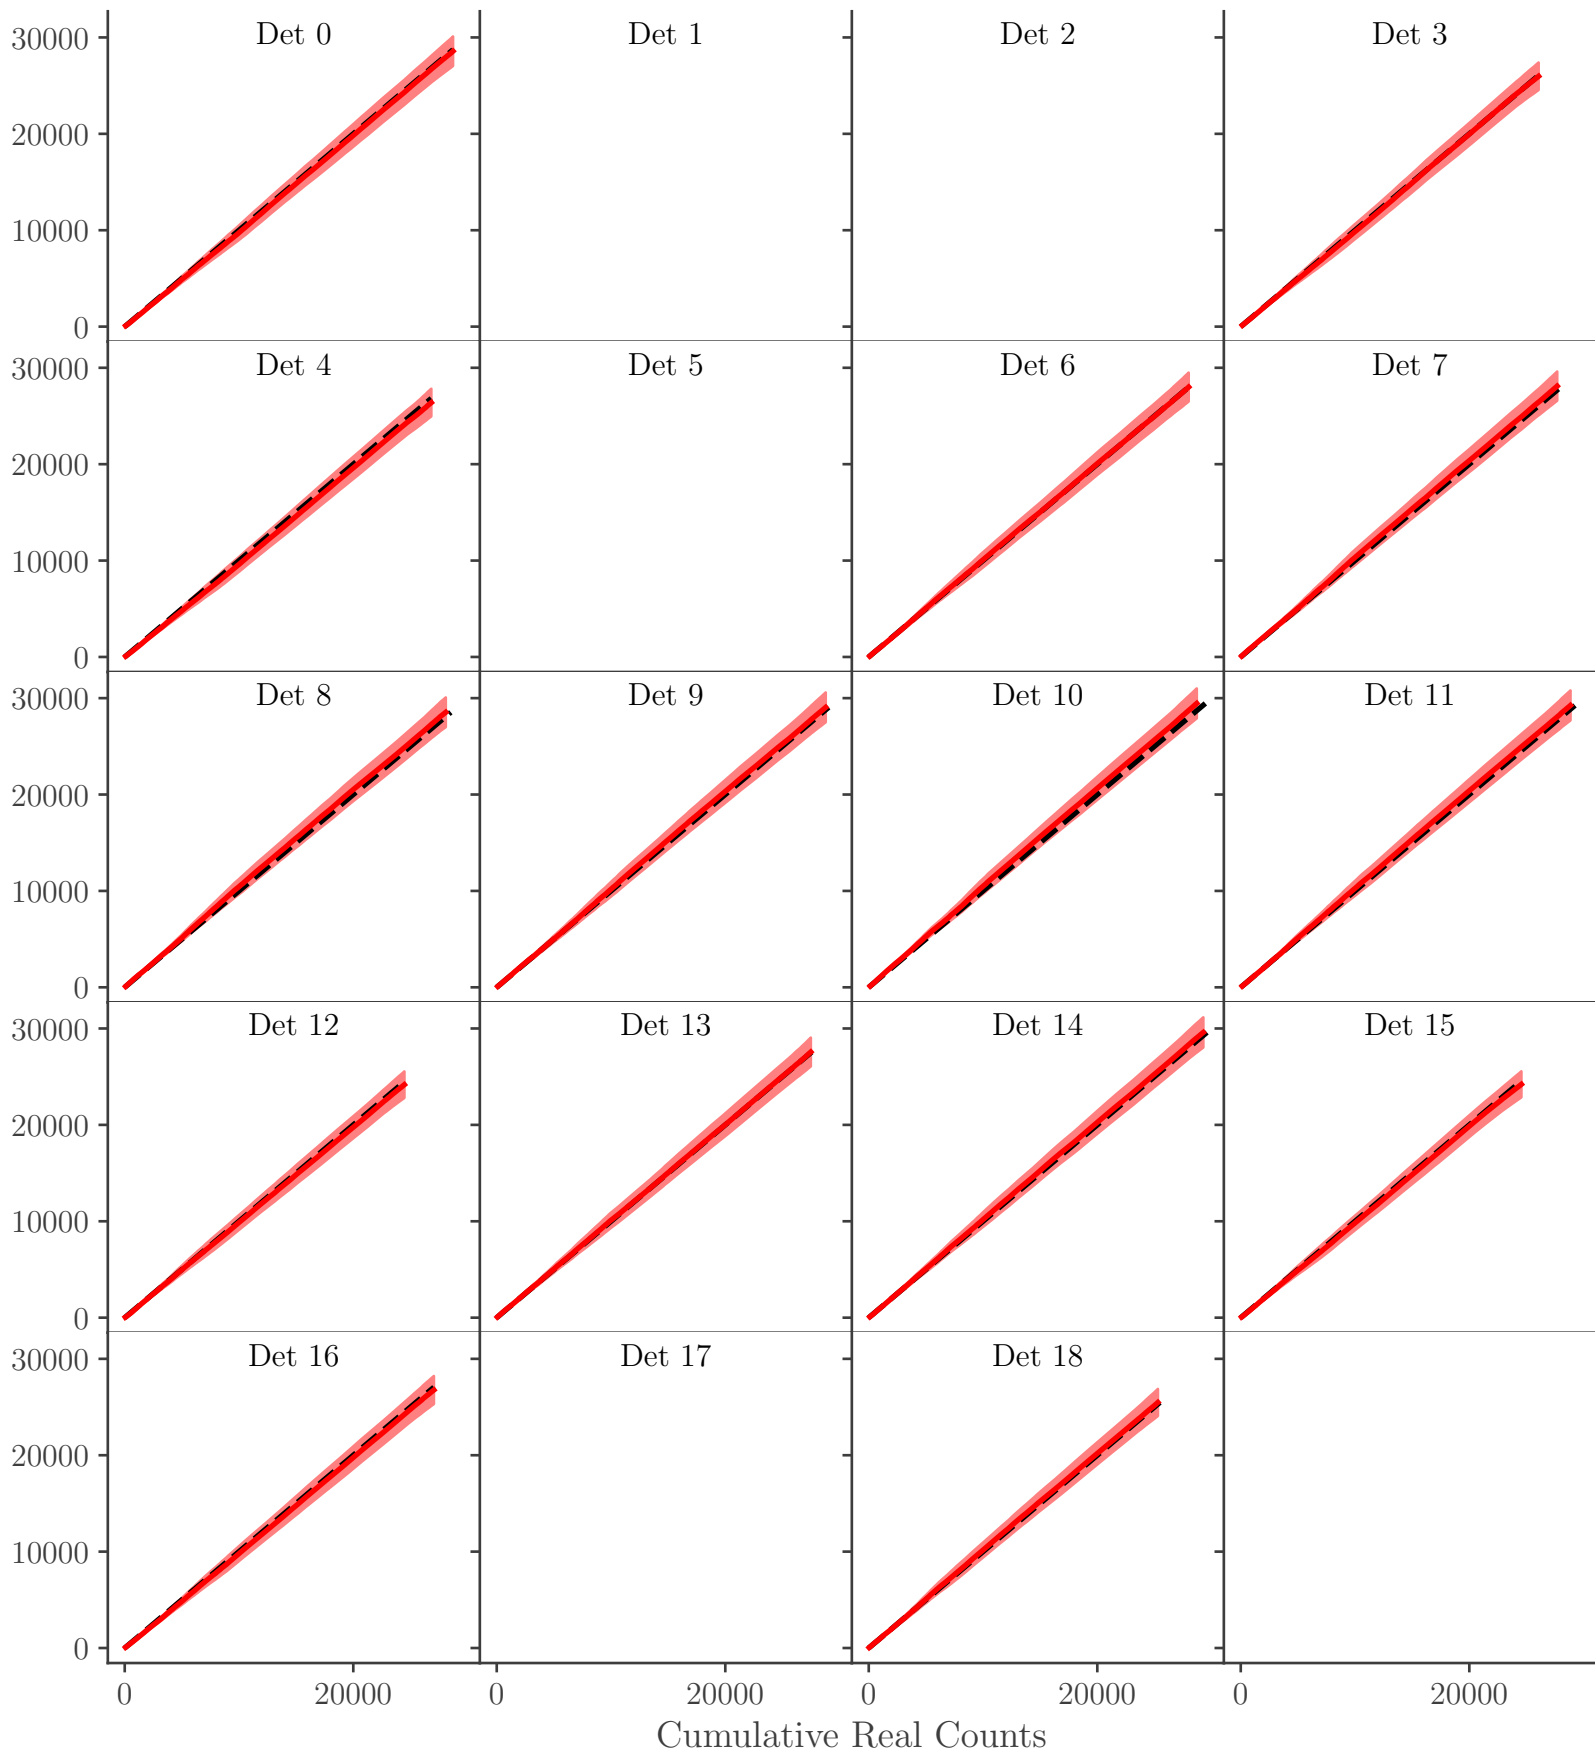 30000 Det 0 Det 1 Det 2 Det 3
20000
10000
0
30000 Det 4 Det 5 Det 6 Det 7
20000
10000
0
30000 Det 8 Det 9 Det 10 Det 11
20000
10000
0
30000 Det 12 Det 13 Det 14 Det 15
20000
10000
0
30000 Det 16 Det 17 Det 18
20000
10000
0
0 20000 0 20000 0 20000 0 20000
Cumulative Real Counts